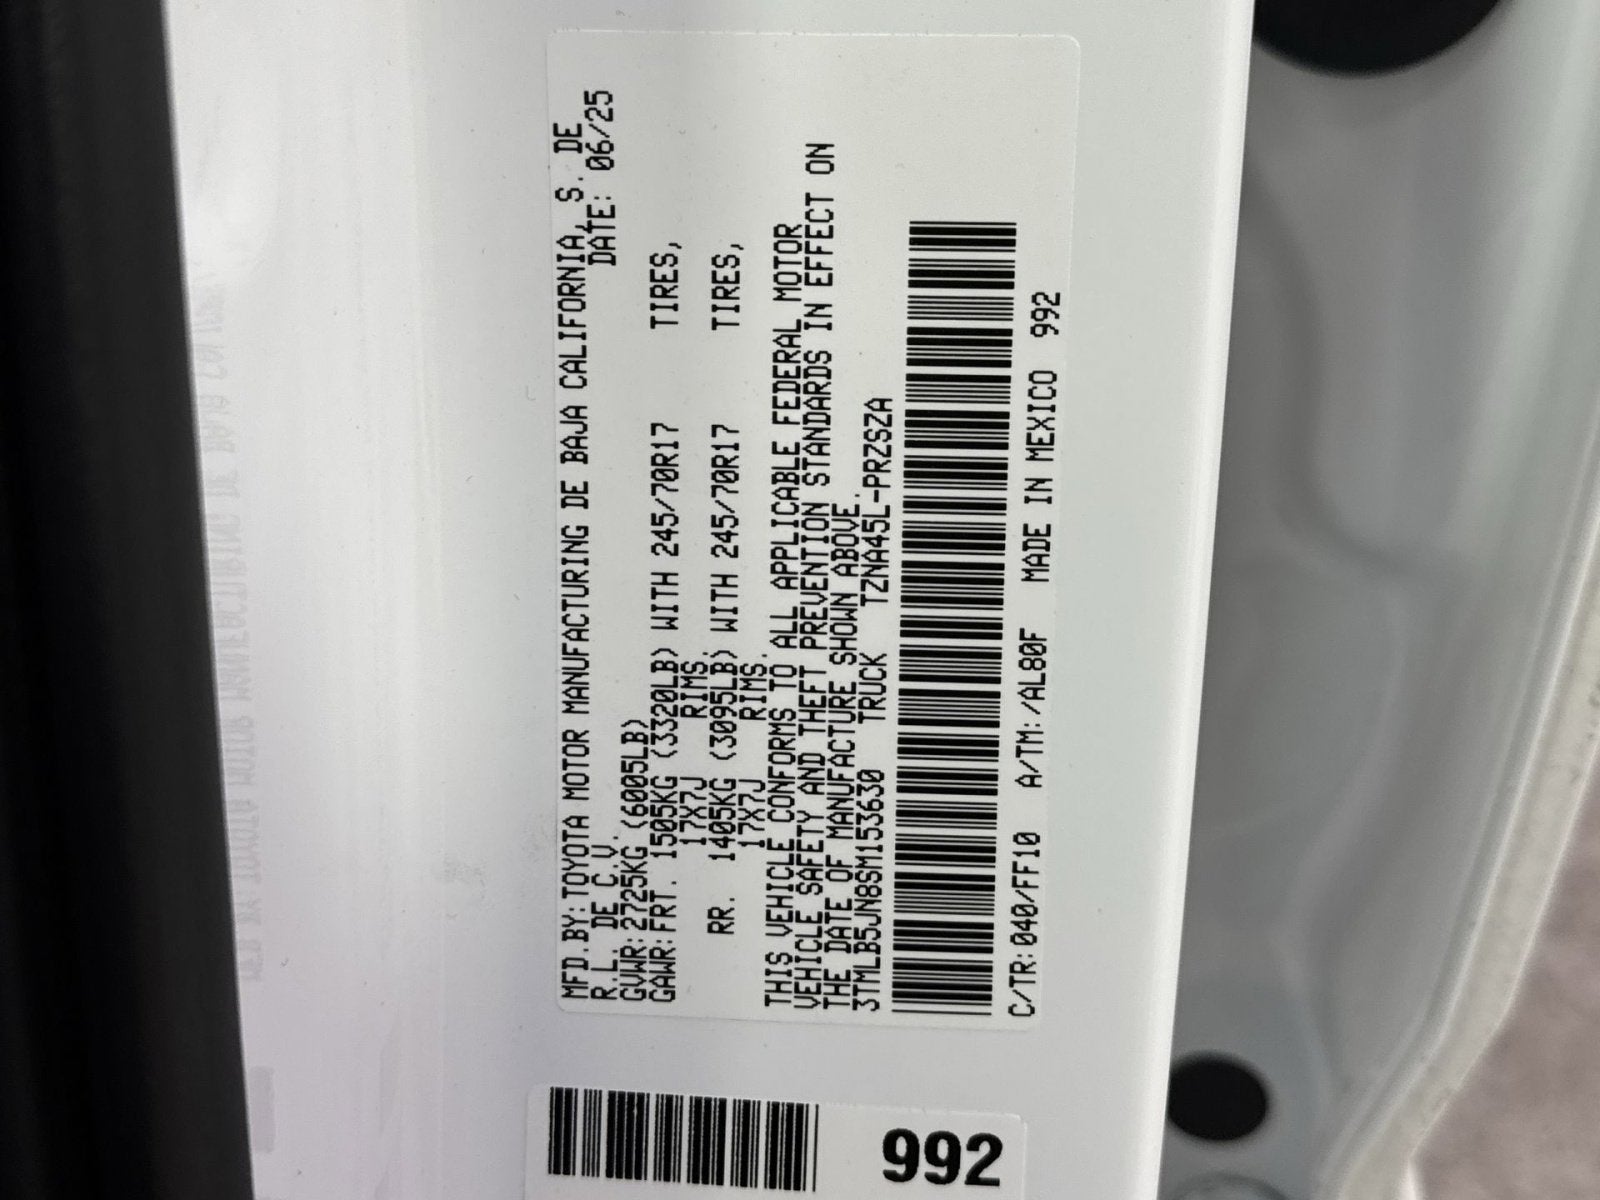 MFD.BY:TOYOTA MOTOR MANUFACTURING DE BAJA CALIFORNIA, S. DE
R.L. DE C.V. DATE: 06/25
GVWR:2725KG (6005LB)
GAWR:FRT. 1505KG (3320LB) WITH 245/70R17 TIRES,
17X7J RIMS.
RR. 1405KG (3095LB) WITH 245/70R17 TIRES,
17X7J RIMS.
THIS VEHICLE CONFORMS TO ALL APPLICABLE FEDERAL MOTOR
VEHICLE SAFETY AND THEFT PREVENTION STANDARDS IN EFFECT ON
THE DATE OF MANUFACTURE SHOWN ABOVE.
3TMLB5JN8SM153630 TRUCK TZNA45L-PRZSZA
C/TR:040/FF10 A/TM:/AL80F MADE IN MEXICO 992
992